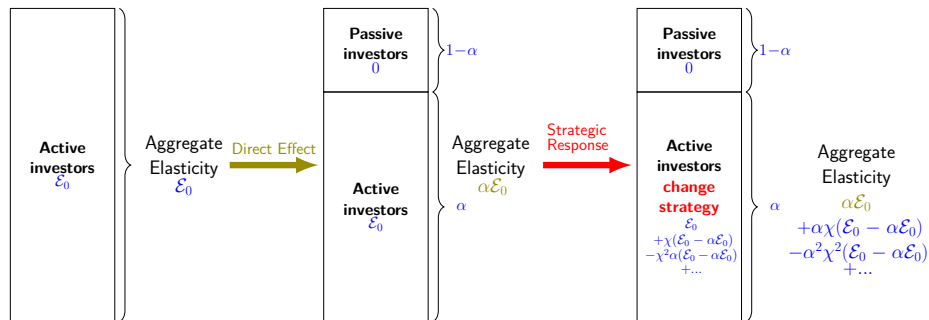 Active
investors
ℰ₀
Aggregate
Elasticity
ℰ₀
Direct Effect
Passive
investors
0
1−α
Active
investors
ℰ₀
α
Aggregate
Elasticity
αℰ₀
Strategic
Response
Passive
investors
0
1−α
Active
investors
change
strategy
ℰ₀
+χ(ℰ₀ − αℰ₀)
−χ²α(ℰ₀ − αℰ₀)
+...
α
Aggregate
Elasticity
αℰ₀
+αχ(ℰ₀ − αℰ₀)
−α²χ²(ℰ₀ − αℰ₀)
+...